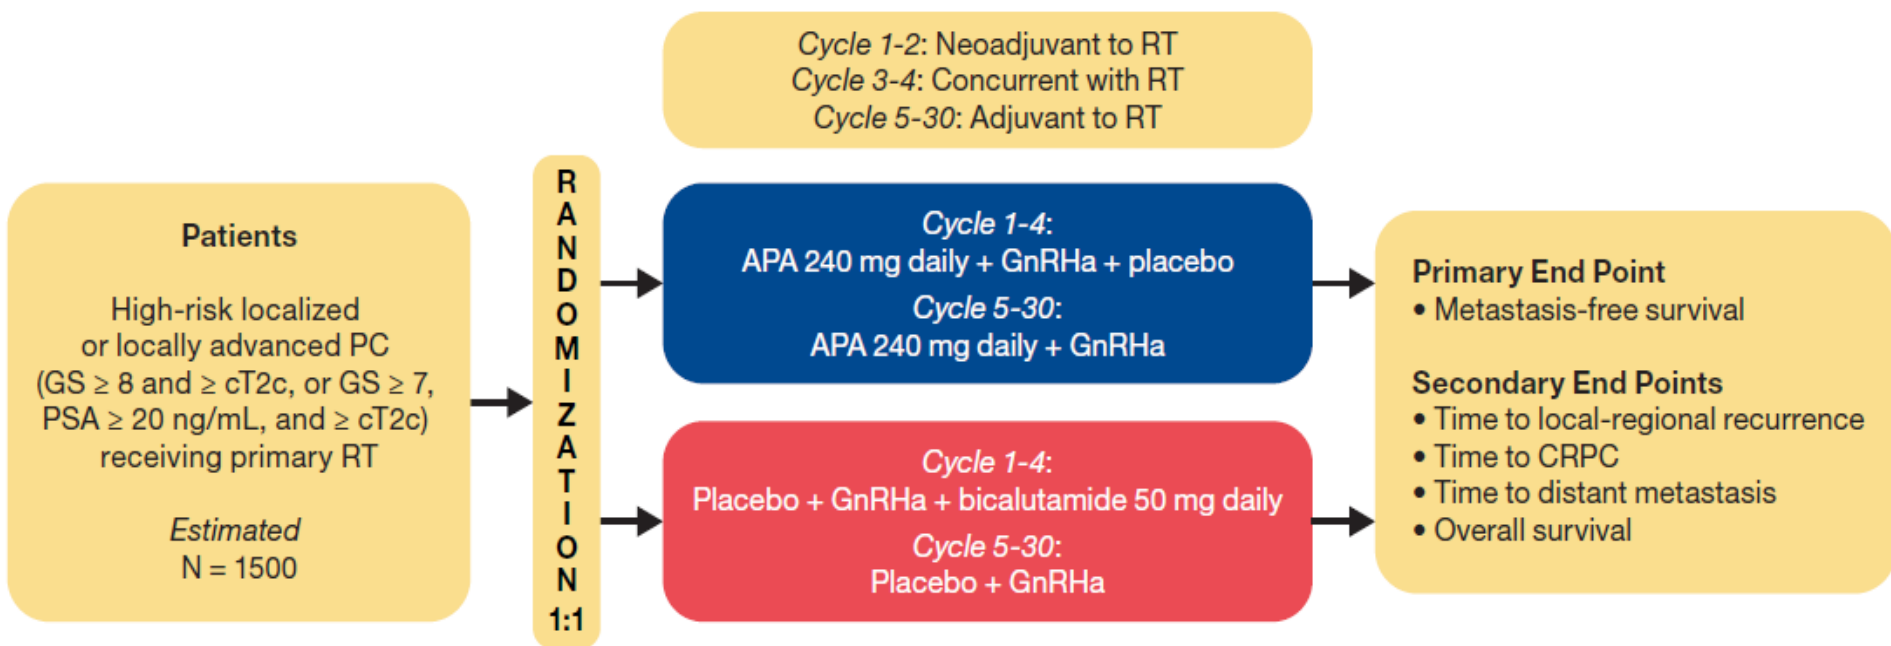 Cycle 1-2: Neoadjuvant to RT
Cycle 3-4: Concurrent with RT
Cycle 5-30: Adjuvant to RT
Patients
High-risk localized
or locally advanced PC
(GS ≥ 8 and ≥ cT2c, or GS ≥ 7,
PSA ≥ 20 ng/mL, and ≥ cT2c)
receiving primary RT
Estimated
N = 1500
RANDOMIZATION
1:1
Cycle 1-4:
APA 240 mg daily + GnRHa + placebo
Cycle 5-30:
APA 240 mg daily + GnRHa
Cycle 1-4:
Placebo + GnRHa + bicalutamide 50 mg daily
Cycle 5-30:
Placebo + GnRHa
Primary End Point
• Metastasis-free survival
Secondary End Points
• Time to local-regional recurrence
• Time to CRPC
• Time to distant metastasis
• Overall survival